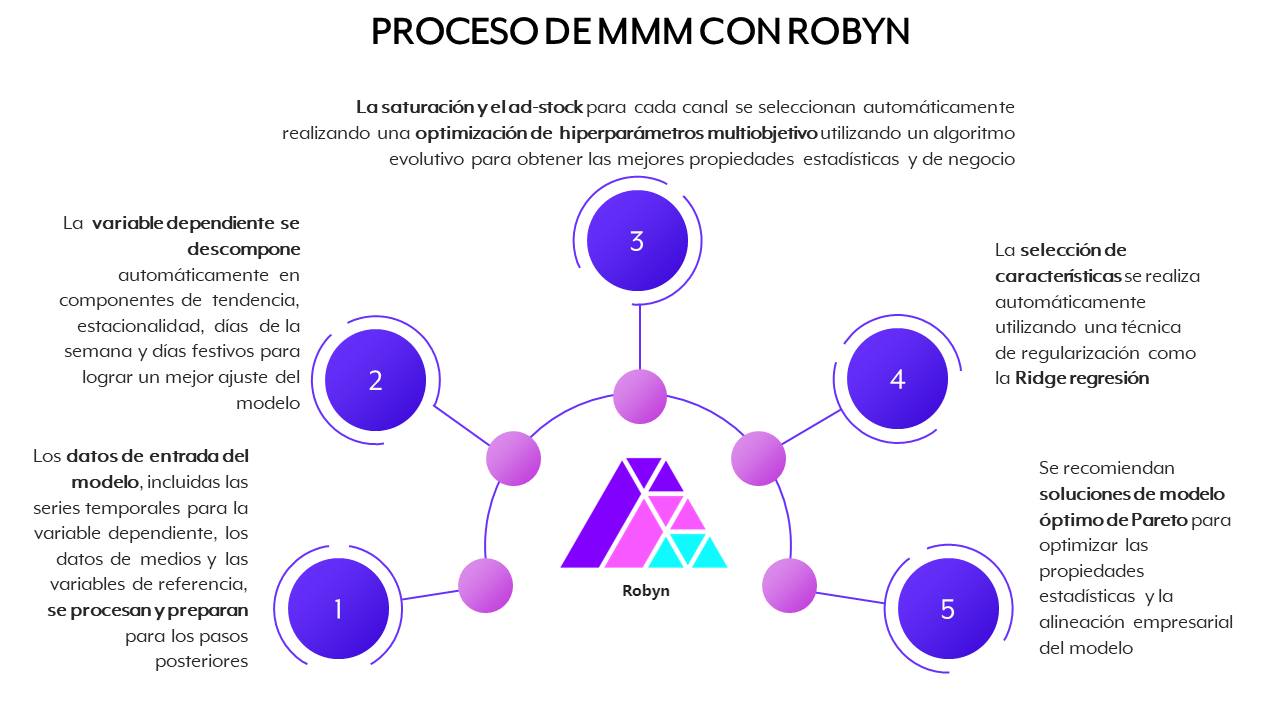 PROCESO DE MMM CON ROBYN
La saturación y el ad-stock para cada canal se seleccionan automáticamente
realizando una optimización de hiperparámetros multiobjetivo utilizando un algoritmo
evolutivo para obtener las mejores propiedades estadísticas y de negocio
3
La variable dependiente se
descompone
automáticamente en
componentes de tendencia,
estacionalidad, días de la
semana y días festivos para
lograr un mejor ajuste del
modelo
2
La selección de
características se realiza
automáticamente
utilizando una técnica
de regularización como
la Ridge regresión
4
Los datos de entrada del
modelo, incluidas las
series temporales para la
variable dependiente, los
datos de medios y las
variables de referencia,
se procesan y preparan
para los pasos
posteriores
1
Robyn
5
Se recomiendan
soluciones de modelo
óptimo de Pareto para
optimizar las
propiedades
estadísticas y la
alineación empresarial
del modelo